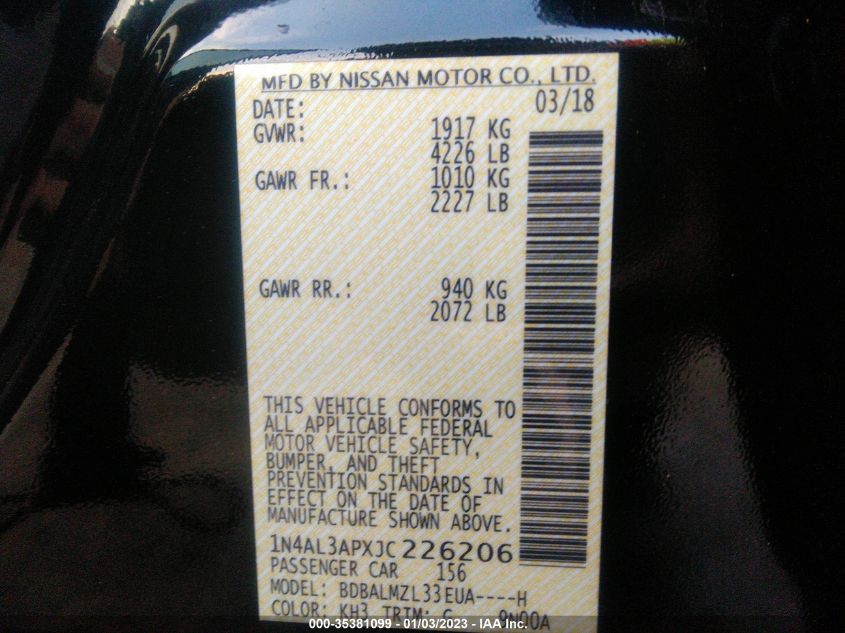 MFD BY NISSAN MOTOR CO., LTD.
DATE: 03/18
GVWR: 1917 KG
4226 LB
GAWR FR.: 1010 KG
2227 LB
GAWR RR.: 940 KG
2072 LB
THIS VEHICLE CONFORMS TO
ALL APPLICABLE FEDERAL
MOTOR VEHICLE SAFETY,
BUMPER, AND THEFT
PREVENTION STANDARDS IN
EFFECT ON THE DATE OF
MANUFACTURE SHOWN ABOVE.
1N4AL3APXJC226206
PASSENGER CAR 156
MODEL: BDBALMZL33EUA----H
COLOR: KH3 TRIM: G 9N00A
000-35381099 - 01/03/2023 - IAA Inc.